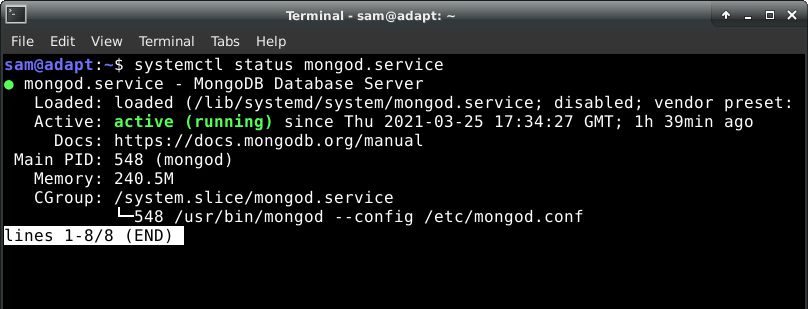 Terminal - sam@adapt: ~
File Edit View Terminal Tabs Help
sam@adapt:~$ systemctl status mongod.service
● mongod.service - MongoDB Database Server
   Loaded: loaded (/lib/systemd/system/mongod.service; disabled; vendor preset:
   Active: active (running) since Thu 2021-03-25 17:34:27 GMT; 1h 39min ago
     Docs: https://docs.mongodb.org/manual
 Main PID: 548 (mongod)
   Memory: 240.5M
   CGroup: /system.slice/mongod.service
           └─548 /usr/bin/mongod --config /etc/mongod.conf
lines 1-8/8 (END)